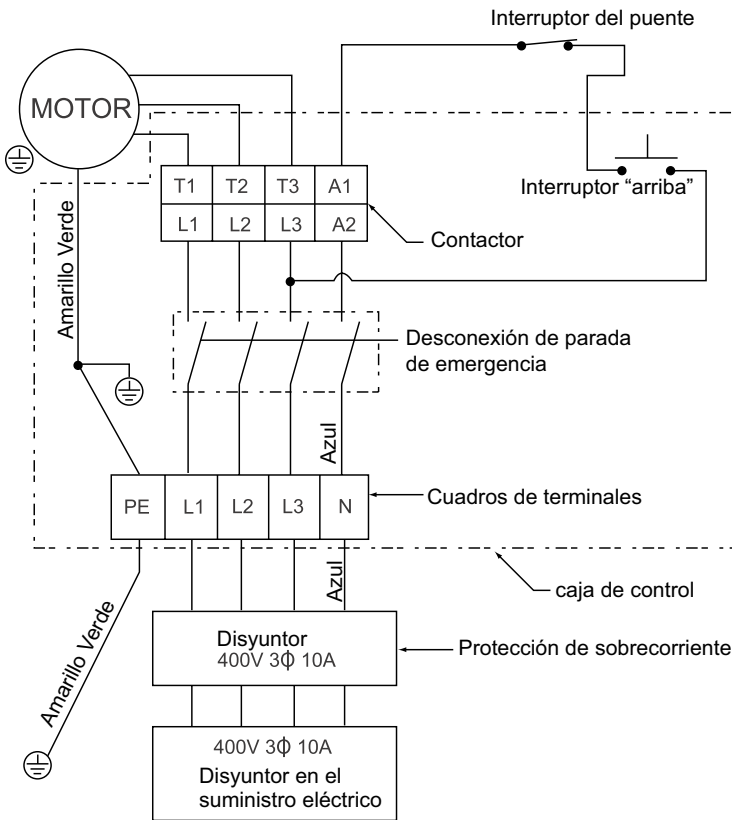 Interruptor del puente
MOTOR
T1 T2 T3 A1
Interruptor “arriba”
L1 L2 L3 A2
Contactor
Amarillo Verde
Desconexión de parada
de emergencia
Azul
PE L1 L2 L3 N
Cuadros de terminales
Azul
caja de control
Amarillo Verde
Disyuntor
400V 3Φ 10A
Protección de sobrecorriente
400V 3Φ 10A
Disyuntor en el
suministro eléctrico